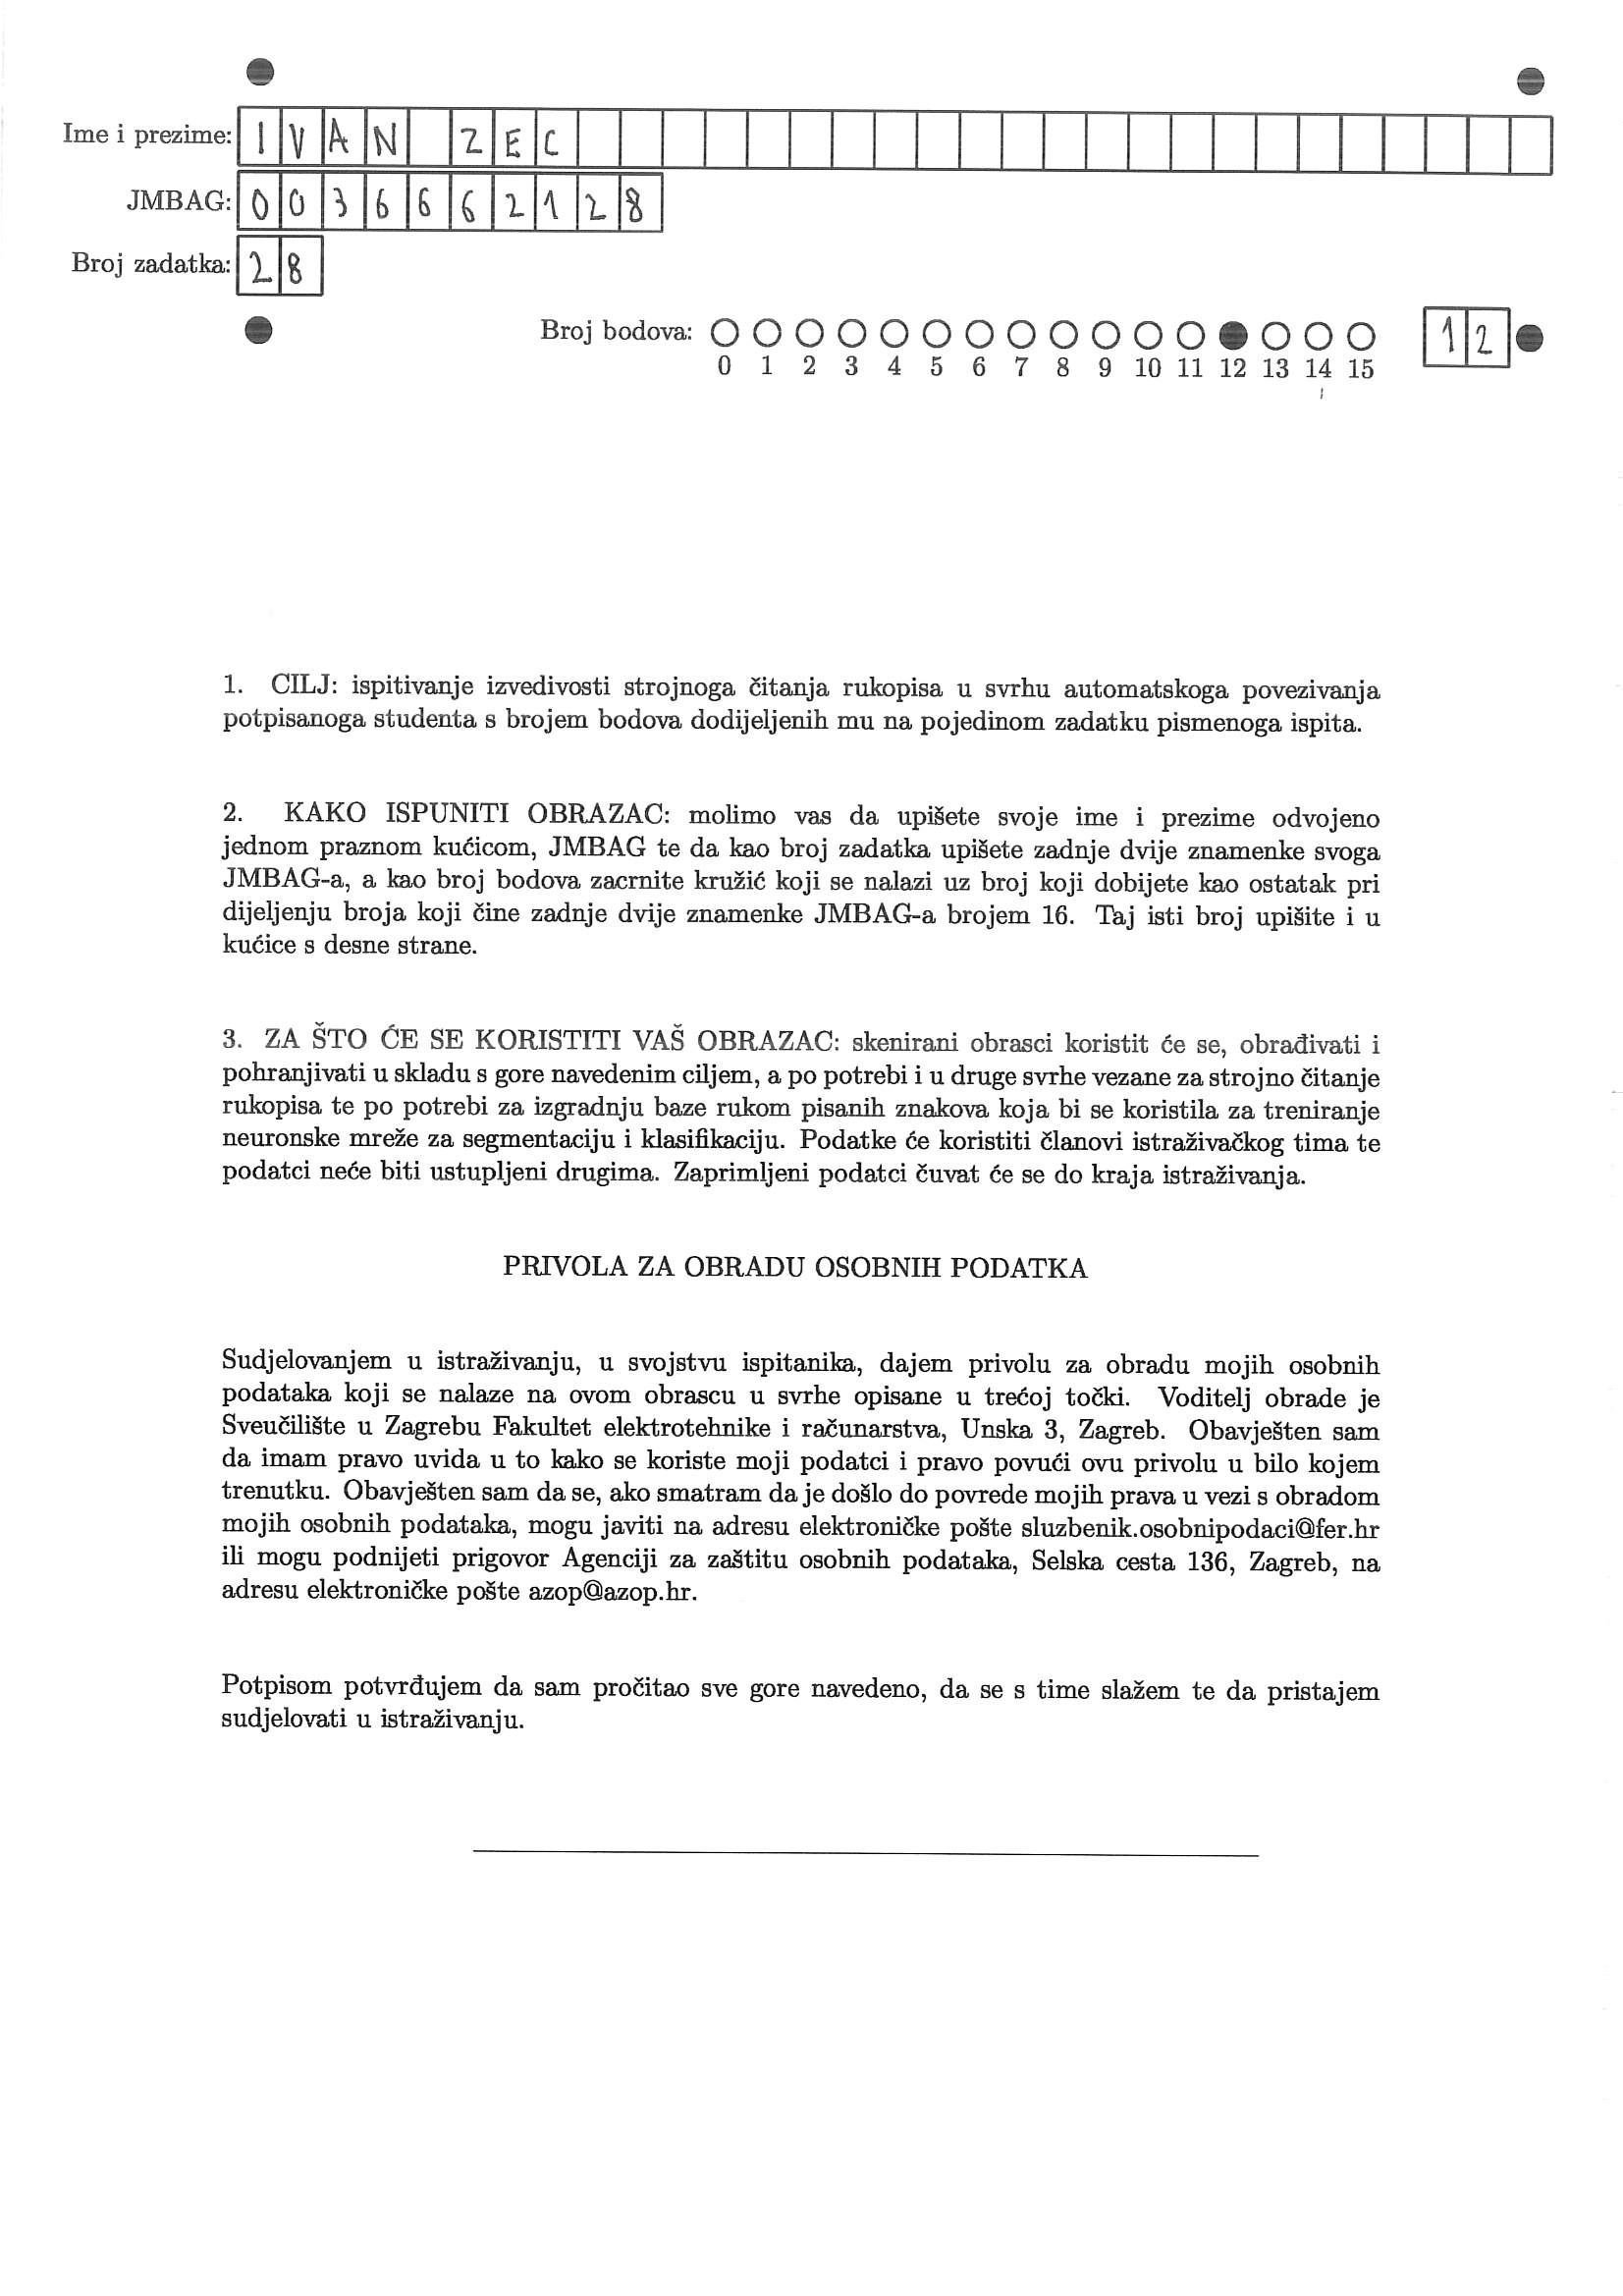 Ime i prezime: IVAN ZEC
JMBAG: 0036662128
Broj zadatka: 28
Broj bodova: 12
0 1 2 3 4 5 6 7 8 9 10 11 12 13 14 15
1. CILJ: ispitivanje izvedivosti strojnoga čitanja rukopisa u svrhu automatskoga povezivanja
potpisanoga studenta s brojem bodova dodijeljenih mu na pojedinom zadatku pismenoga ispita.
2. KAKO ISPUNITI OBRAZAC: molimo vas da upišete svoje ime i prezime odvojeno
jednom praznom kućicom, JMBAG te da kao broj zadatka upišete zadnje dvije znamenke svoga
JMBAG-a, a kao broj bodova zacrnite kružić koji se nalazi uz broj koji dobijete kao ostatak pri
dijeljenju broja koji čine zadnje dvije znamenke JMBAG-a brojem 16. Taj isti broj upišite i u
kućice s desne strane.
3. ZA ŠTO ĆE SE KORISTITI VAŠ OBRAZAC: skenirani obrasci koristit će se, obrađivati i
pohranjivati u skladu s gore navedenim ciljem, a po potrebi i u druge svrhe vezane za strojno čitanje
rukopisa te po potrebi za izgradnju baze rukom pisanih znakova koja bi se koristila za treniranje
neuronske mreže za segmentaciju i klasifikaciju. Podatke će koristiti članovi istraživačkog tima te
podatci neće biti ustupljeni drugima. Zaprimljeni podatci čuvat će se do kraja istraživanja.
PRIVOLA ZA OBRADU OSOBNIH PODATKA
Sudjelovanjem u istraživanju, u svojstvu ispitanika, dajem privolu za obradu mojih osobnih
podataka koji se nalaze na ovom obrascu u svrhe opisane u trećoj točki. Voditelj obrade je
Sveučilište u Zagrebu Fakultet elektrotehnike i računarstva, Unska 3, Zagreb. Obavješten sam
da imam pravo uvida u to kako se koriste moji podatci i pravo povući ovu privolu u bilo kojem
trenutku. Obavješten sam da se, ako smatram da je došlo do povrede mojih prava u vezi s obradom
mojih osobnih podataka, mogu javiti na adresu elektroničke pošte sluzbenik.osobnipodaci@fer.hr
ili mogu podnijeti prigovor Agenciji za zaštitu osobnih podataka, Selska cesta 136, Zagreb, na
adresu elektroničke pošte azop@azop.hr.
Potpisom potvrđujem da sam pročitao sve gore navedeno, da se s time slažem te da pristajem
sudjelovati u istraživanju.